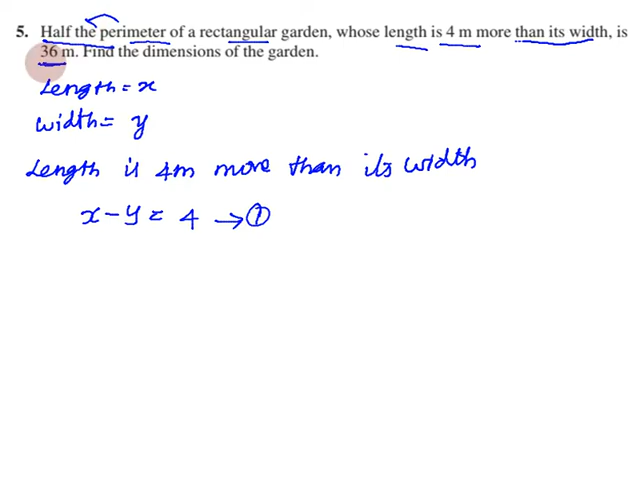 5. Half the perimeter of a rectangular garden, whose length is 4 m more than its width, is
36 m. Find the dimensions of the garden.
Length = x
width = y
Length is 4m more than its width
x - y = 4 → ①